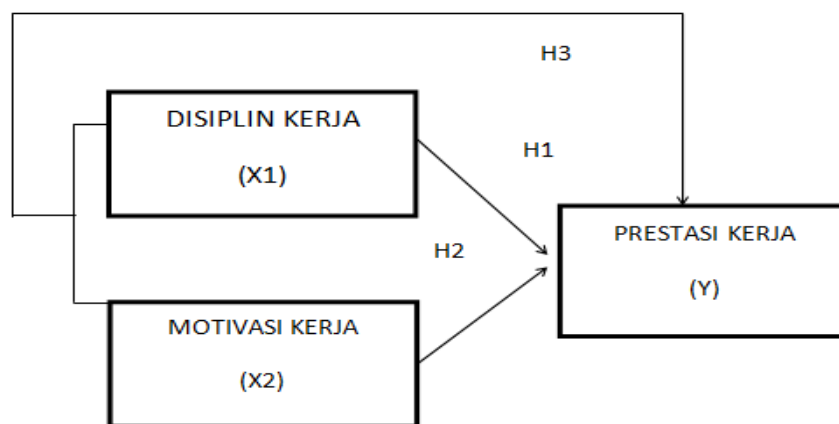 H3
DISIPLIN KERJA
(X1)
H1
H2
PRESTASI KERJA
(Y)
MOTIVASI KERJA
(X2)